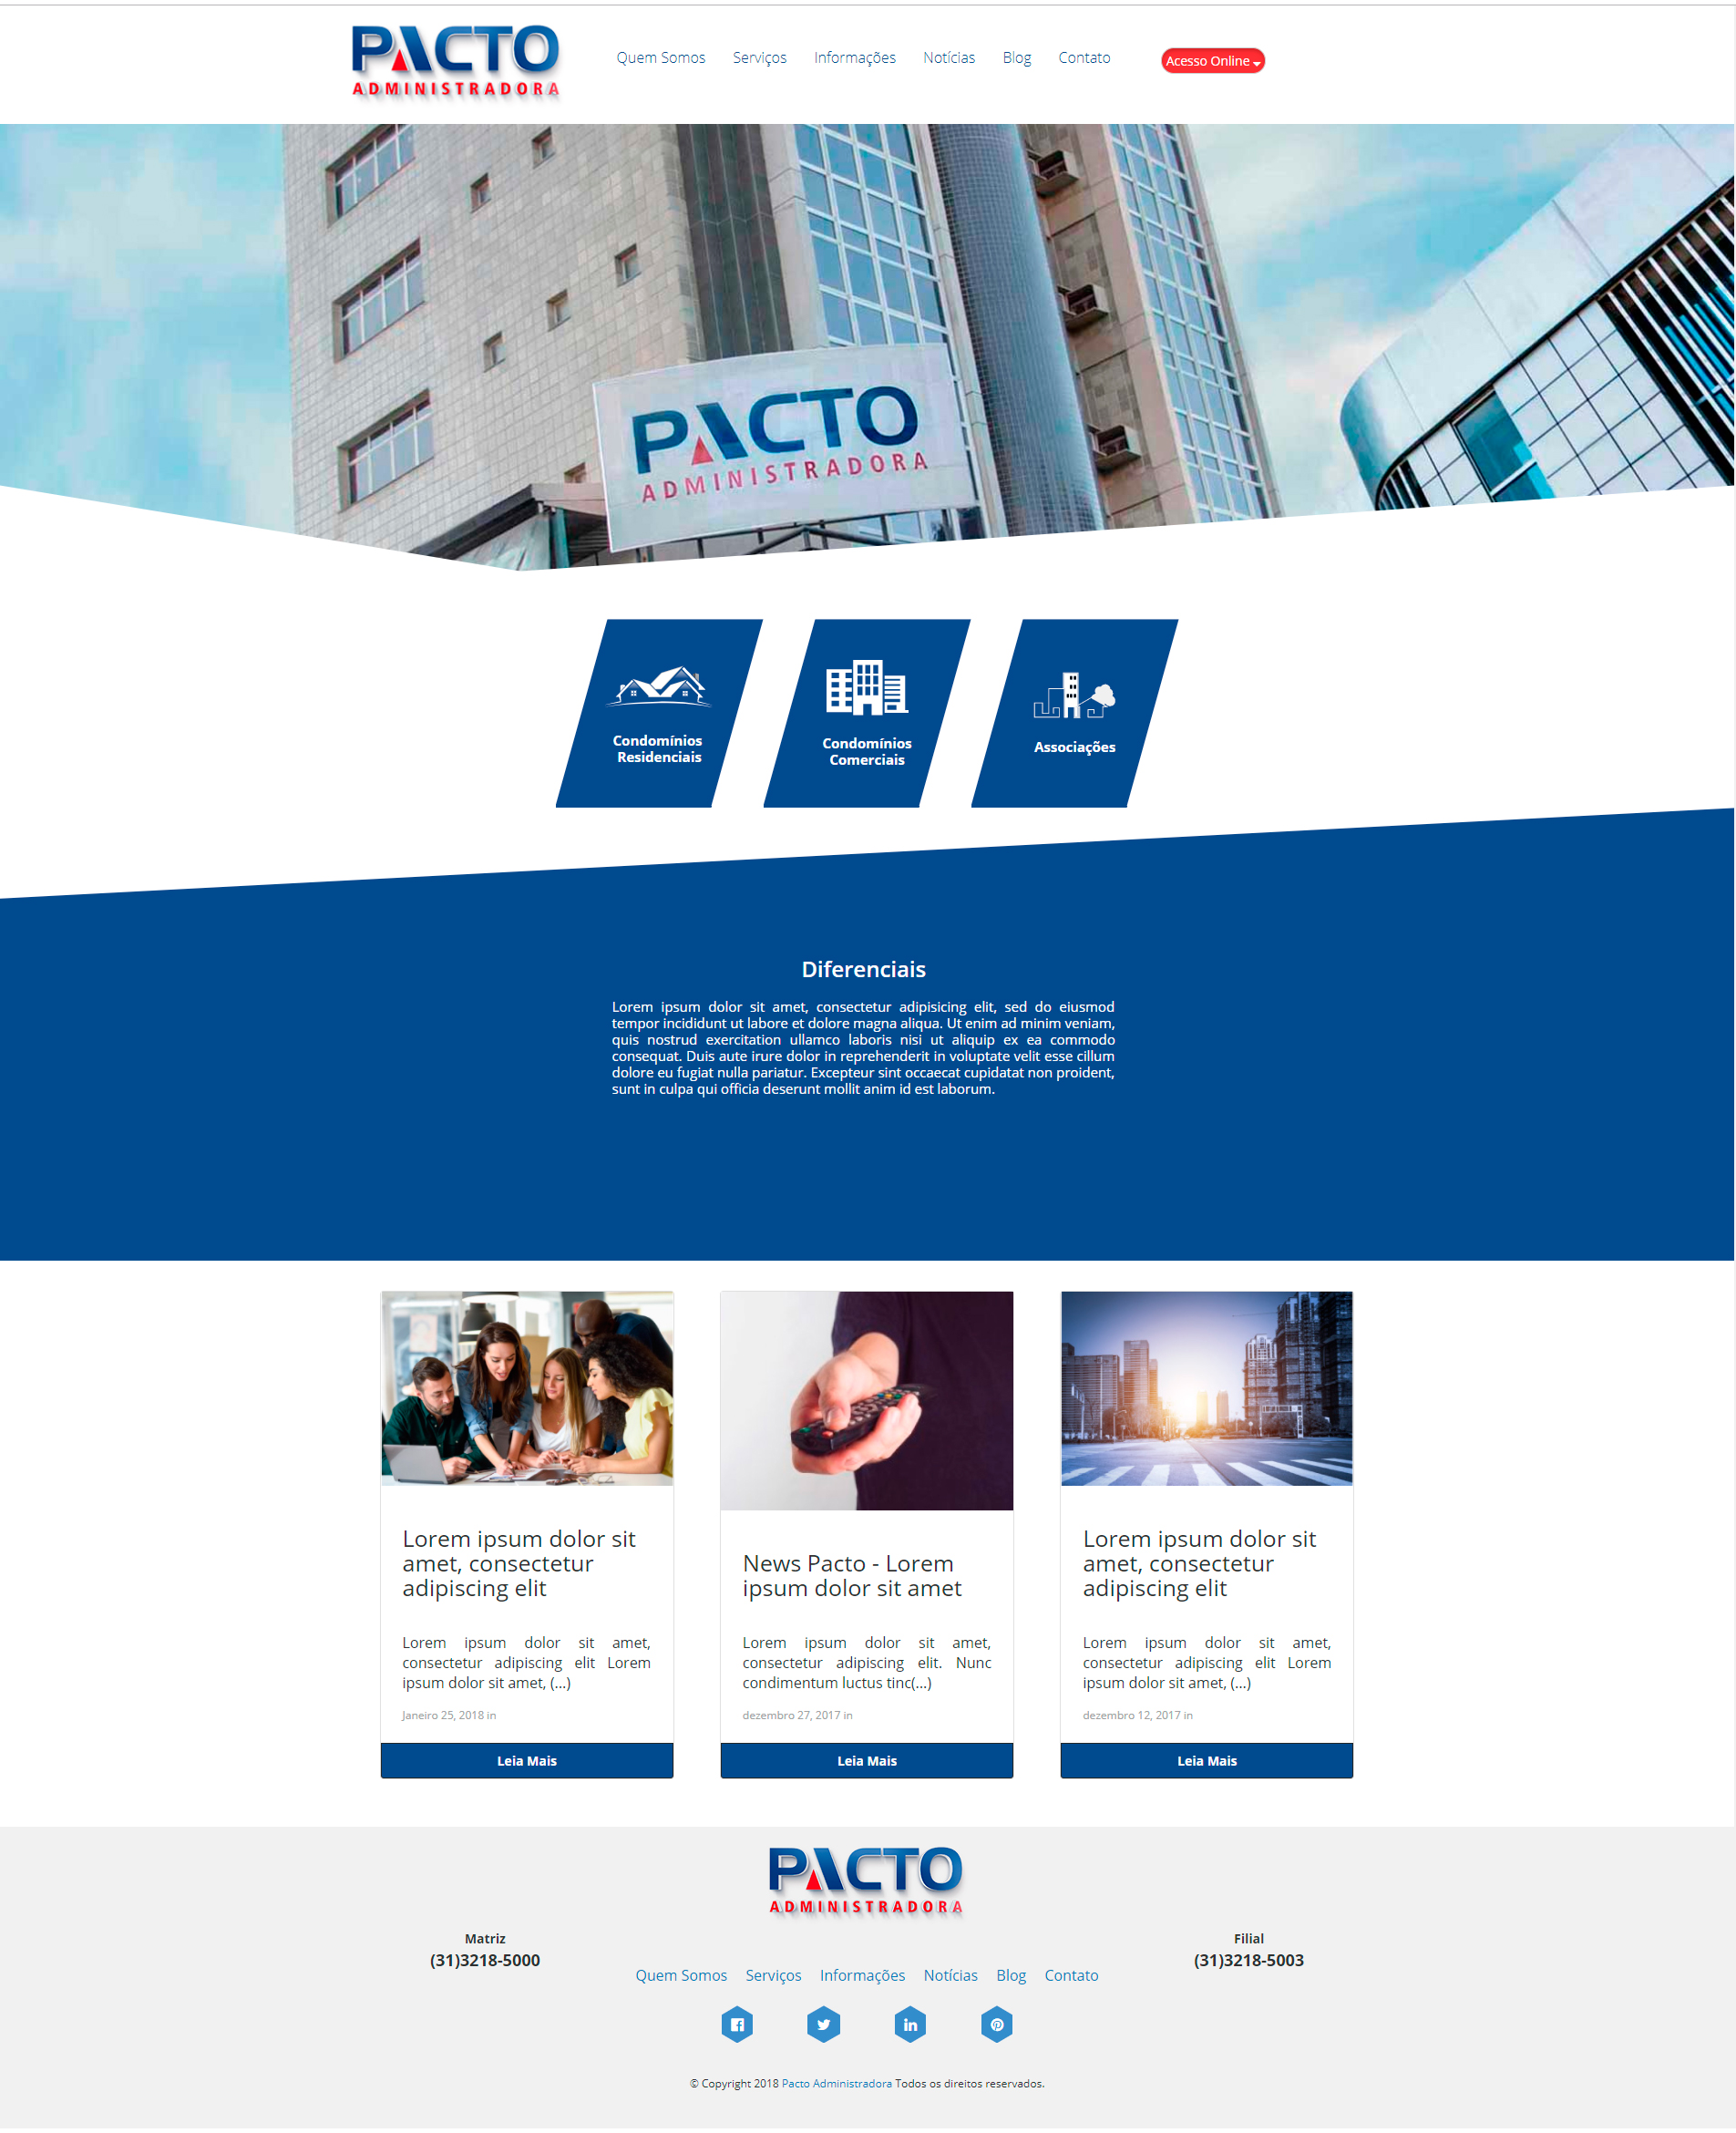 PACTO
ADMINISTRADORA
Quem Somos Serviços Informações Notícias Blog Contato Acesso Online
PACTO
ADMINISTRADORA
Condomínios
Residenciais
Condomínios
Comerciais
Associações
Diferenciais
Lorem ipsum dolor sit amet, consectetur adipisicing elit, sed do eiusmod
tempor incididunt ut labore et dolore magna aliqua. Ut enim ad minim veniam,
quis nostrud exercitation ullamco laboris nisi ut aliquip ex ea commodo
consequat. Duis aute irure dolor in reprehenderit in voluptate velit esse cillum
dolore eu fugiat nulla pariatur. Excepteur sint occaecat cupidatat non proident,
sunt in culpa qui officia deserunt mollit anim id est laborum.
Lorem ipsum dolor sit
amet, consectetur
adipiscing elit
Lorem ipsum dolor sit amet,
consectetur adipiscing elit Lorem
ipsum dolor sit amet, (...)
Janeiro 25, 2018 in
Leia Mais
News Pacto - Lorem
ipsum dolor sit amet
Lorem ipsum dolor sit amet,
consectetur adipiscing elit. Nunc
condimentum luctus tinc(...)
dezembro 27, 2017 in
Leia Mais
Lorem ipsum dolor sit
amet, consectetur
adipiscing elit
Lorem ipsum dolor sit amet,
consectetur adipiscing elit Lorem
ipsum dolor sit amet, (...)
dezembro 12, 2017 in
Leia Mais
PACTO
ADMINISTRADORA
Matriz
(31)3218-5000
Filial
(31)3218-5003
Quem Somos Serviços Informações Notícias Blog Contato
© Copyright 2018 Pacto Administradora Todos os direitos reservados.